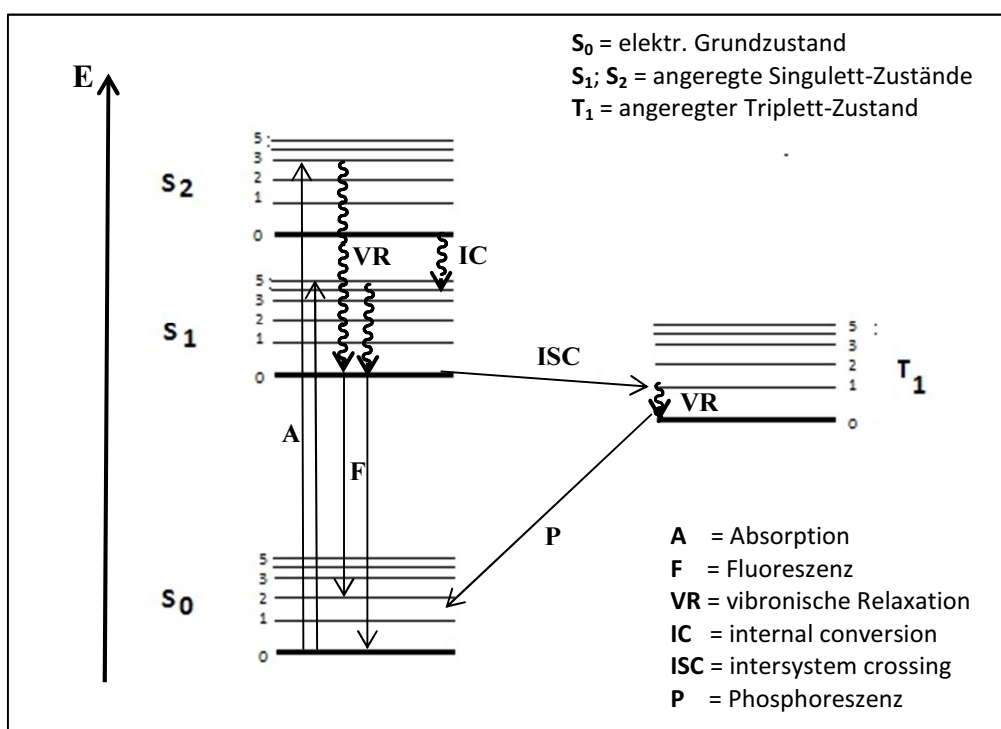 S0 = elektr. Grundzustand
S1; S2 = angeregte Singulett-Zustände
T1 = angeregter Triplett-Zustand
E
S2
5 :
3
2
1
0
VR
IC
S1
5 :
3
2
1
0
ISC
T1
5 :
3
2
1
0
VR
A
F
P
S0
5
3
2
1
0
A = Absorption
F = Fluoreszenz
VR = vibronische Relaxation
IC = internal conversion
ISC = intersystem crossing
P = Phosphoreszenz